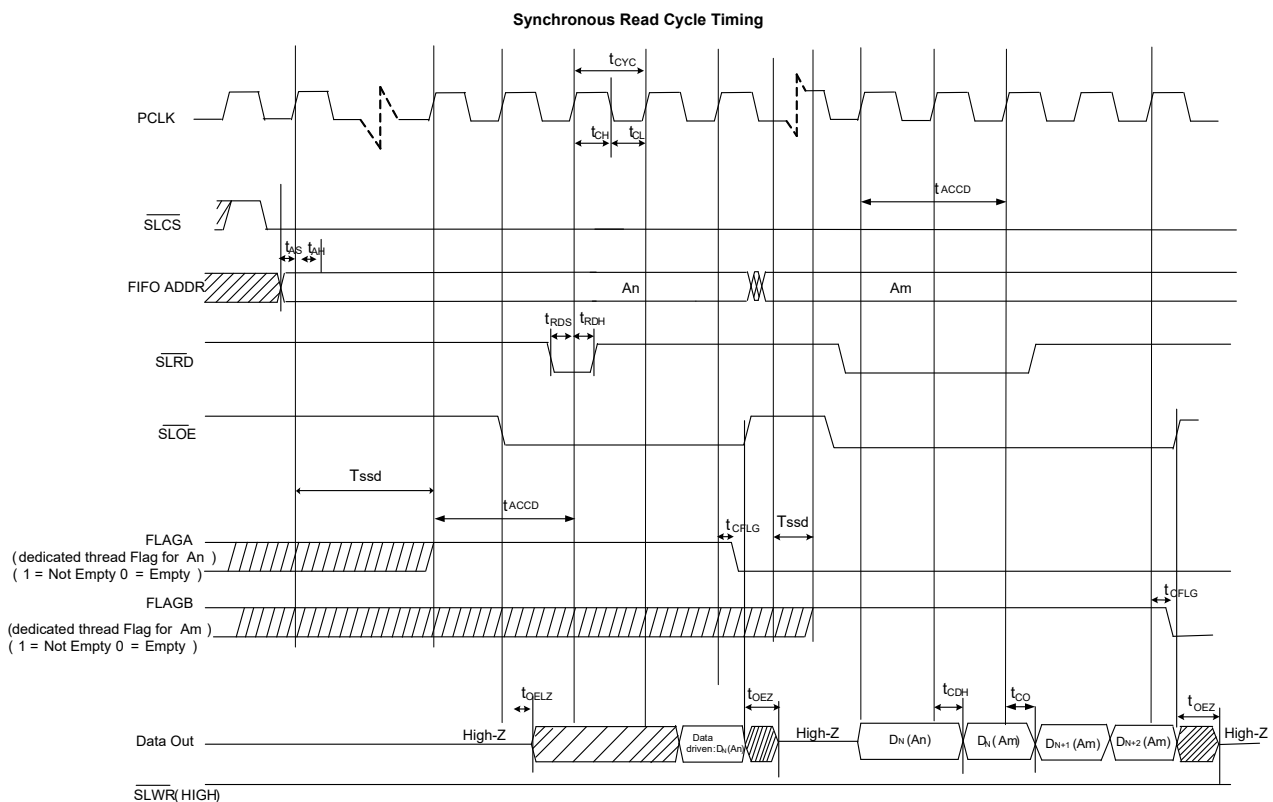 Synchronous Read Cycle Timing
tCYC
PCLK
tCH
tCL
tACCD
SLCS
tAS
tAH
FIFO ADDR
An
Am
tRDS
tRDH
SLRD
SLOE
Tssd
tACCD
tCFLG
Tssd
FLAGA
(dedicated thread Flag for An )
( 1 = Not Empty 0 = Empty )
FLAGB
(dedicated thread Flag for Am )
( 1 = Not Empty 0 = Empty )
tCFLG
tOELZ
tOEZ
tCDH
tCO
tOEZ
Data Out
High-Z
Data
driven:DN(An)
High-Z
DN(An)
DN(Am)
DN+1(Am)
DN+2(Am)
High-Z
SLWR(HIGH)